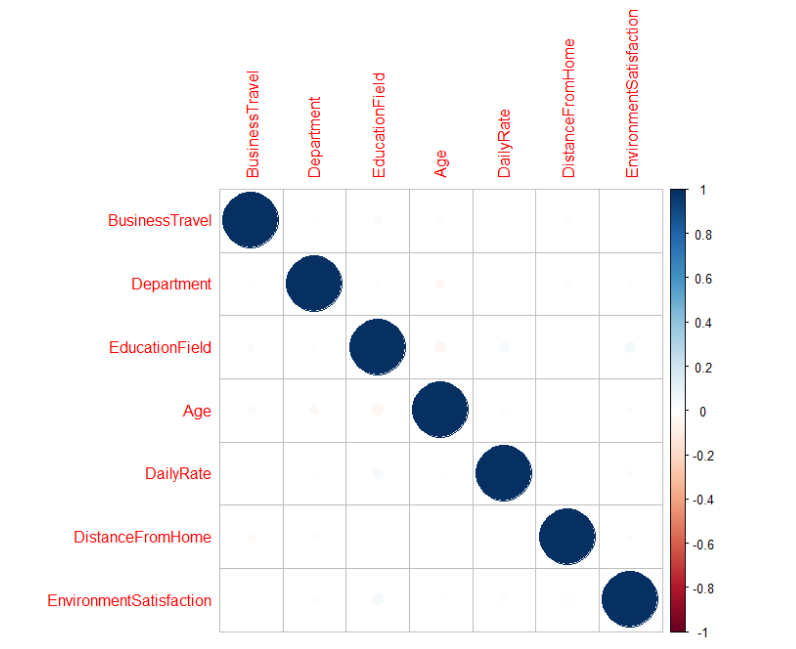 BusinessTravel
Department
EducationField
Age
DailyRate
DistanceFromHome
EnvironmentSatisfaction
BusinessTravel
Department
EducationField
Age
DailyRate
DistanceFromHome
EnvironmentSatisfaction
1
0.8
0.6
0.4
0.2
0
-0.2
-0.4
-0.6
-0.8
-1